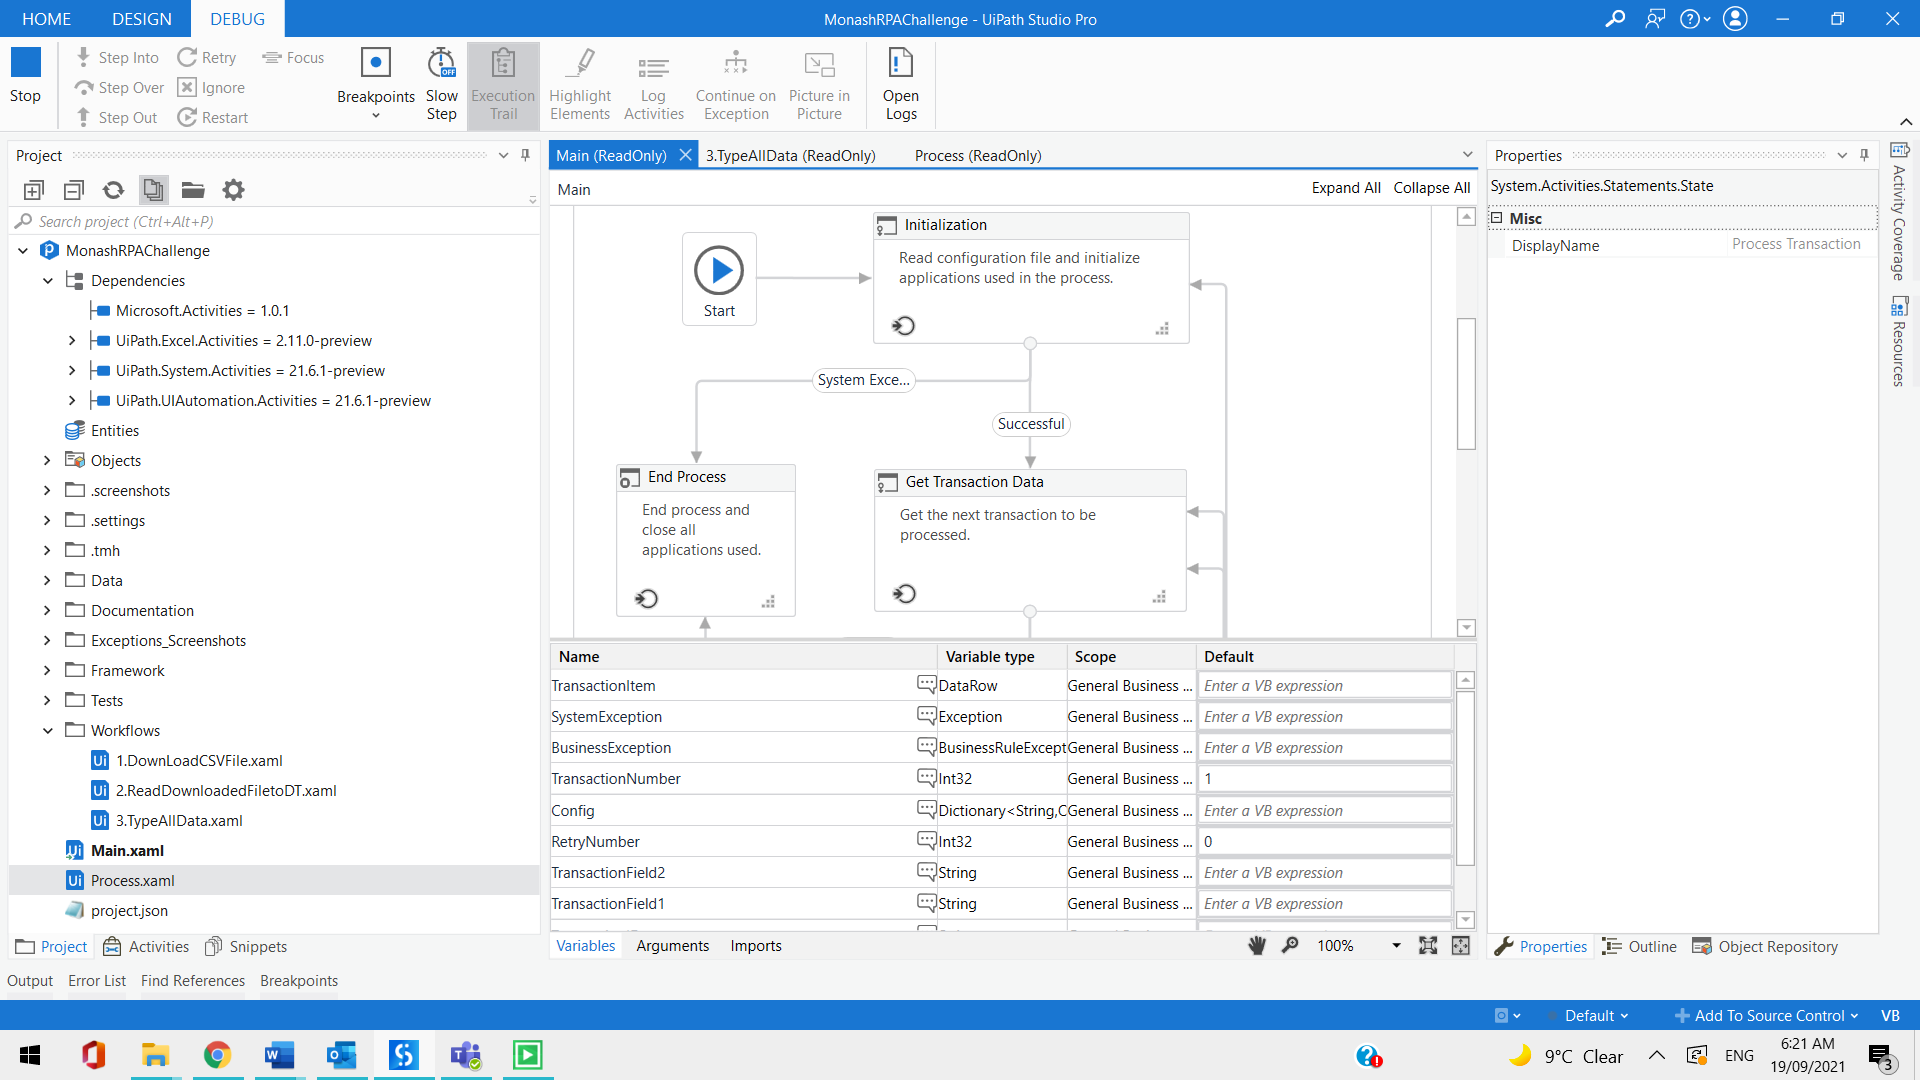 HOME DESIGN DEBUG
MonashRPAChallenge - UiPath Studio Pro
Stop
Step Into
Step Over
Step Out
Retry
Ignore
Restart
Focus
Breakpoints
Slow
Step
OFF
Execution
Trail
Highlight
Elements
Log
Activities
Continue on
Exception
Picture in
Picture
Open
Logs
Project
Search project (Ctrl+Alt+P)
MonashRPAChallenge
Dependencies
Microsoft.Activities = 1.0.1
UiPath.Excel.Activities = 2.11.0-preview
UiPath.System.Activities = 21.6.1-preview
UiPath.UIAutomation.Activities = 21.6.1-preview
Entities
Objects
.screenshots
.settings
.tmh
Data
Documentation
Exceptions_Screenshots
Framework
Tests
Workflows
Ui 1.DownLoadCSVFile.xaml
Ui 2.ReadDownloadedFiletoDT.xaml
Ui 3.TypeAllData.xaml
Ui Main.xaml
Ui Process.xaml
project.json
Project Activities Snippets
Main (ReadOnly) 3.TypeAllData (ReadOnly) Process (ReadOnly)
Main Expand All Collapse All
Start
Initialization
Read configuration file and initialize
applications used in the process.
System Exce...
Successful
End Process
End process and
close all
applications used.
Get Transaction Data
Get the next transaction to be
processed.
Name Variable type Scope Default
TransactionItem DataRow General Business ... Enter a VB expression
SystemException Exception General Business ... Enter a VB expression
BusinessException BusinessRuleExcept General Business ... Enter a VB expression
TransactionNumber Int32 General Business ... 1
Config Dictionary<String,O General Business ... Enter a VB expression
RetryNumber Int32 General Business ... 0
TransactionField2 String General Business ... Enter a VB expression
TransactionField1 String General Business ... Enter a VB expression
Variables Arguments Imports 100%
Properties
System.Activities.Statements.State
Misc
DisplayName Process Transaction
Activity Coverage
Resources
Properties Outline Object Repository
Output Error List Find References Breakpoints
Default Add To Source Control VB
9°C Clear ENG
6:21 AM
19/09/2021
3